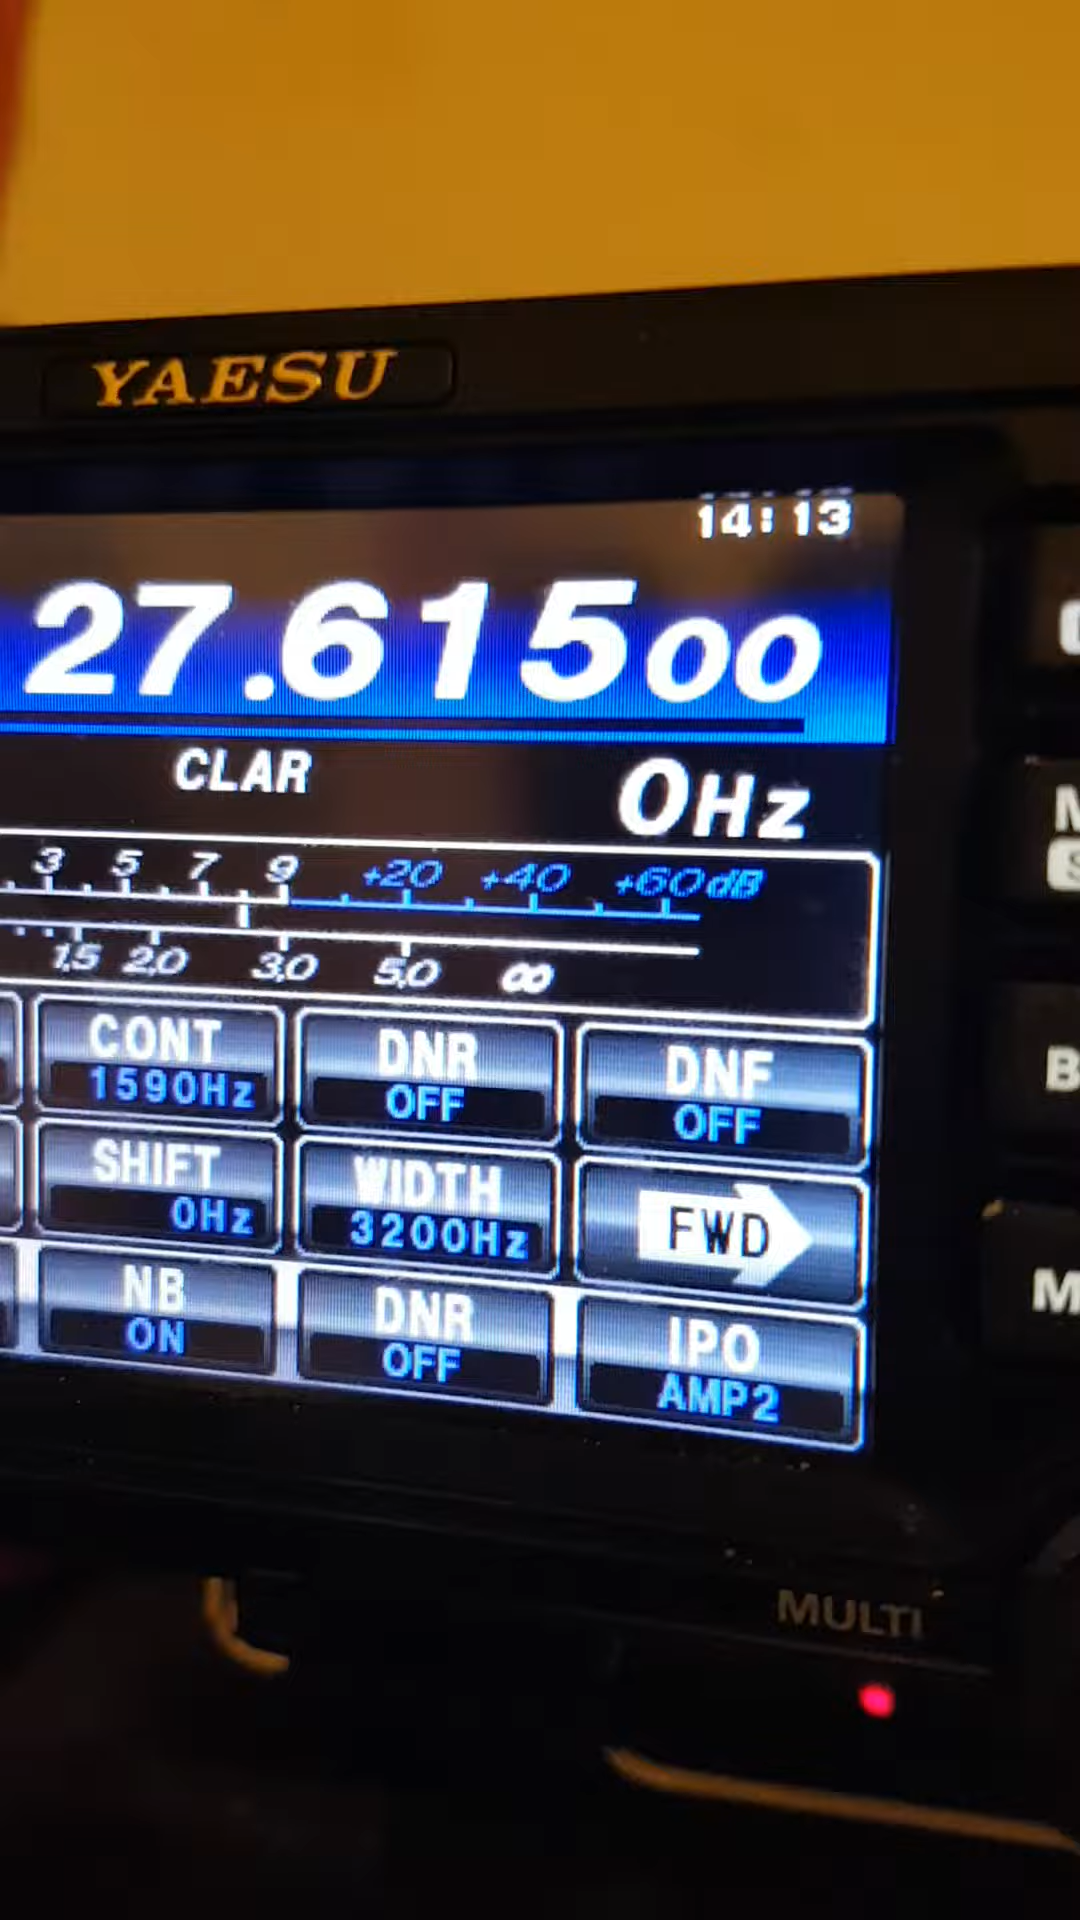 YAESU
14:13
27.61500
CLAR 0Hz
3 5 7 9 +20 +40 +60dB
1.5 2.0 3.0 5.0 ∞
CONT DNR DNF
1590Hz OFF OFF
SHIFT WIDTH FWD
0Hz 3200Hz
NB DNR IPO
ON OFF AMP2
B
M
MULTI